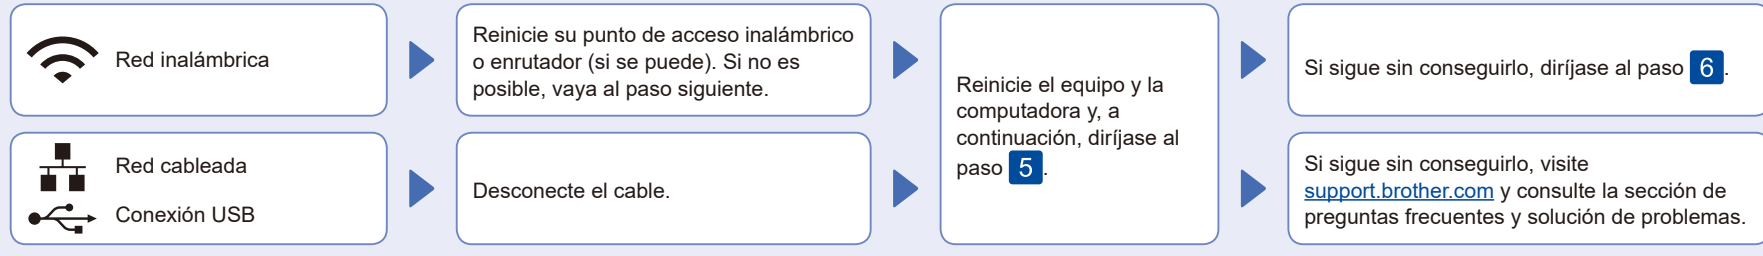 Red inalámbrica
Reinicie su punto de acceso inalámbrico
o enrutador (si se puede). Si no es
posible, vaya al paso siguiente.
Red cableada
Conexión USB
Desconecte el cable.
Reinicie el equipo y la
computadora y, a
continuación, diríjase al
paso 5.
Si sigue sin conseguirlo, diríjase al paso 6.
Si sigue sin conseguirlo, visite
support.brother.com y consulte la sección de
preguntas frecuentes y solución de problemas.